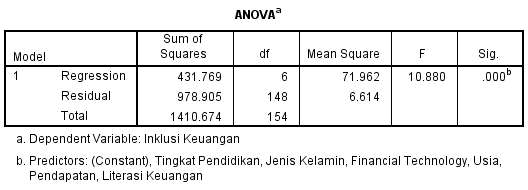 ANOVAa
Model Sum of Squares df Mean Square F Sig.
1 Regression 431.769 6 71.962 10.880 .000b
Residual 978.905 148 6.614
Total 1410.674 154
a. Dependent Variable: Inklusi Keuangan
b. Predictors: (Constant), Tingkat Pendidikan, Jenis Kelamin, Financial Technology, Usia,
Pendapatan, Literasi Keuangan